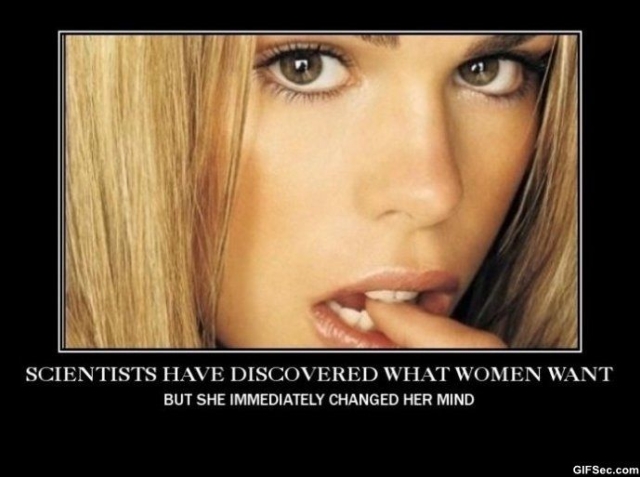 SCIENTISTS HAVE DISCOVERED WHAT WOMEN WANT
BUT SHE IMMEDIATELY CHANGED HER MIND
GIFSec.com